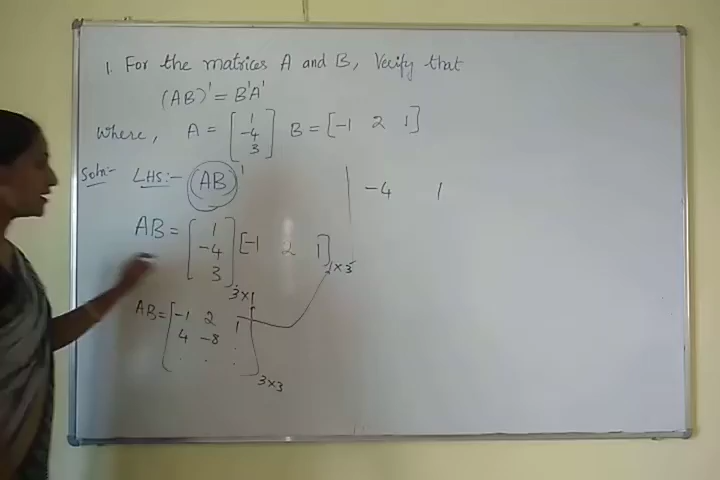 1. For the matrices A and B, Verify that
(AB)' = B'A'
Where, A = [1 -4 3] B = [-1 2 1]
Soln:- LHS:- (AB)'
-4 1
AB = [1 -4 3] 3×1 [-1 2 1] 1×3
AB = [-1 2 1
4 -8 .
. . .] 3×3